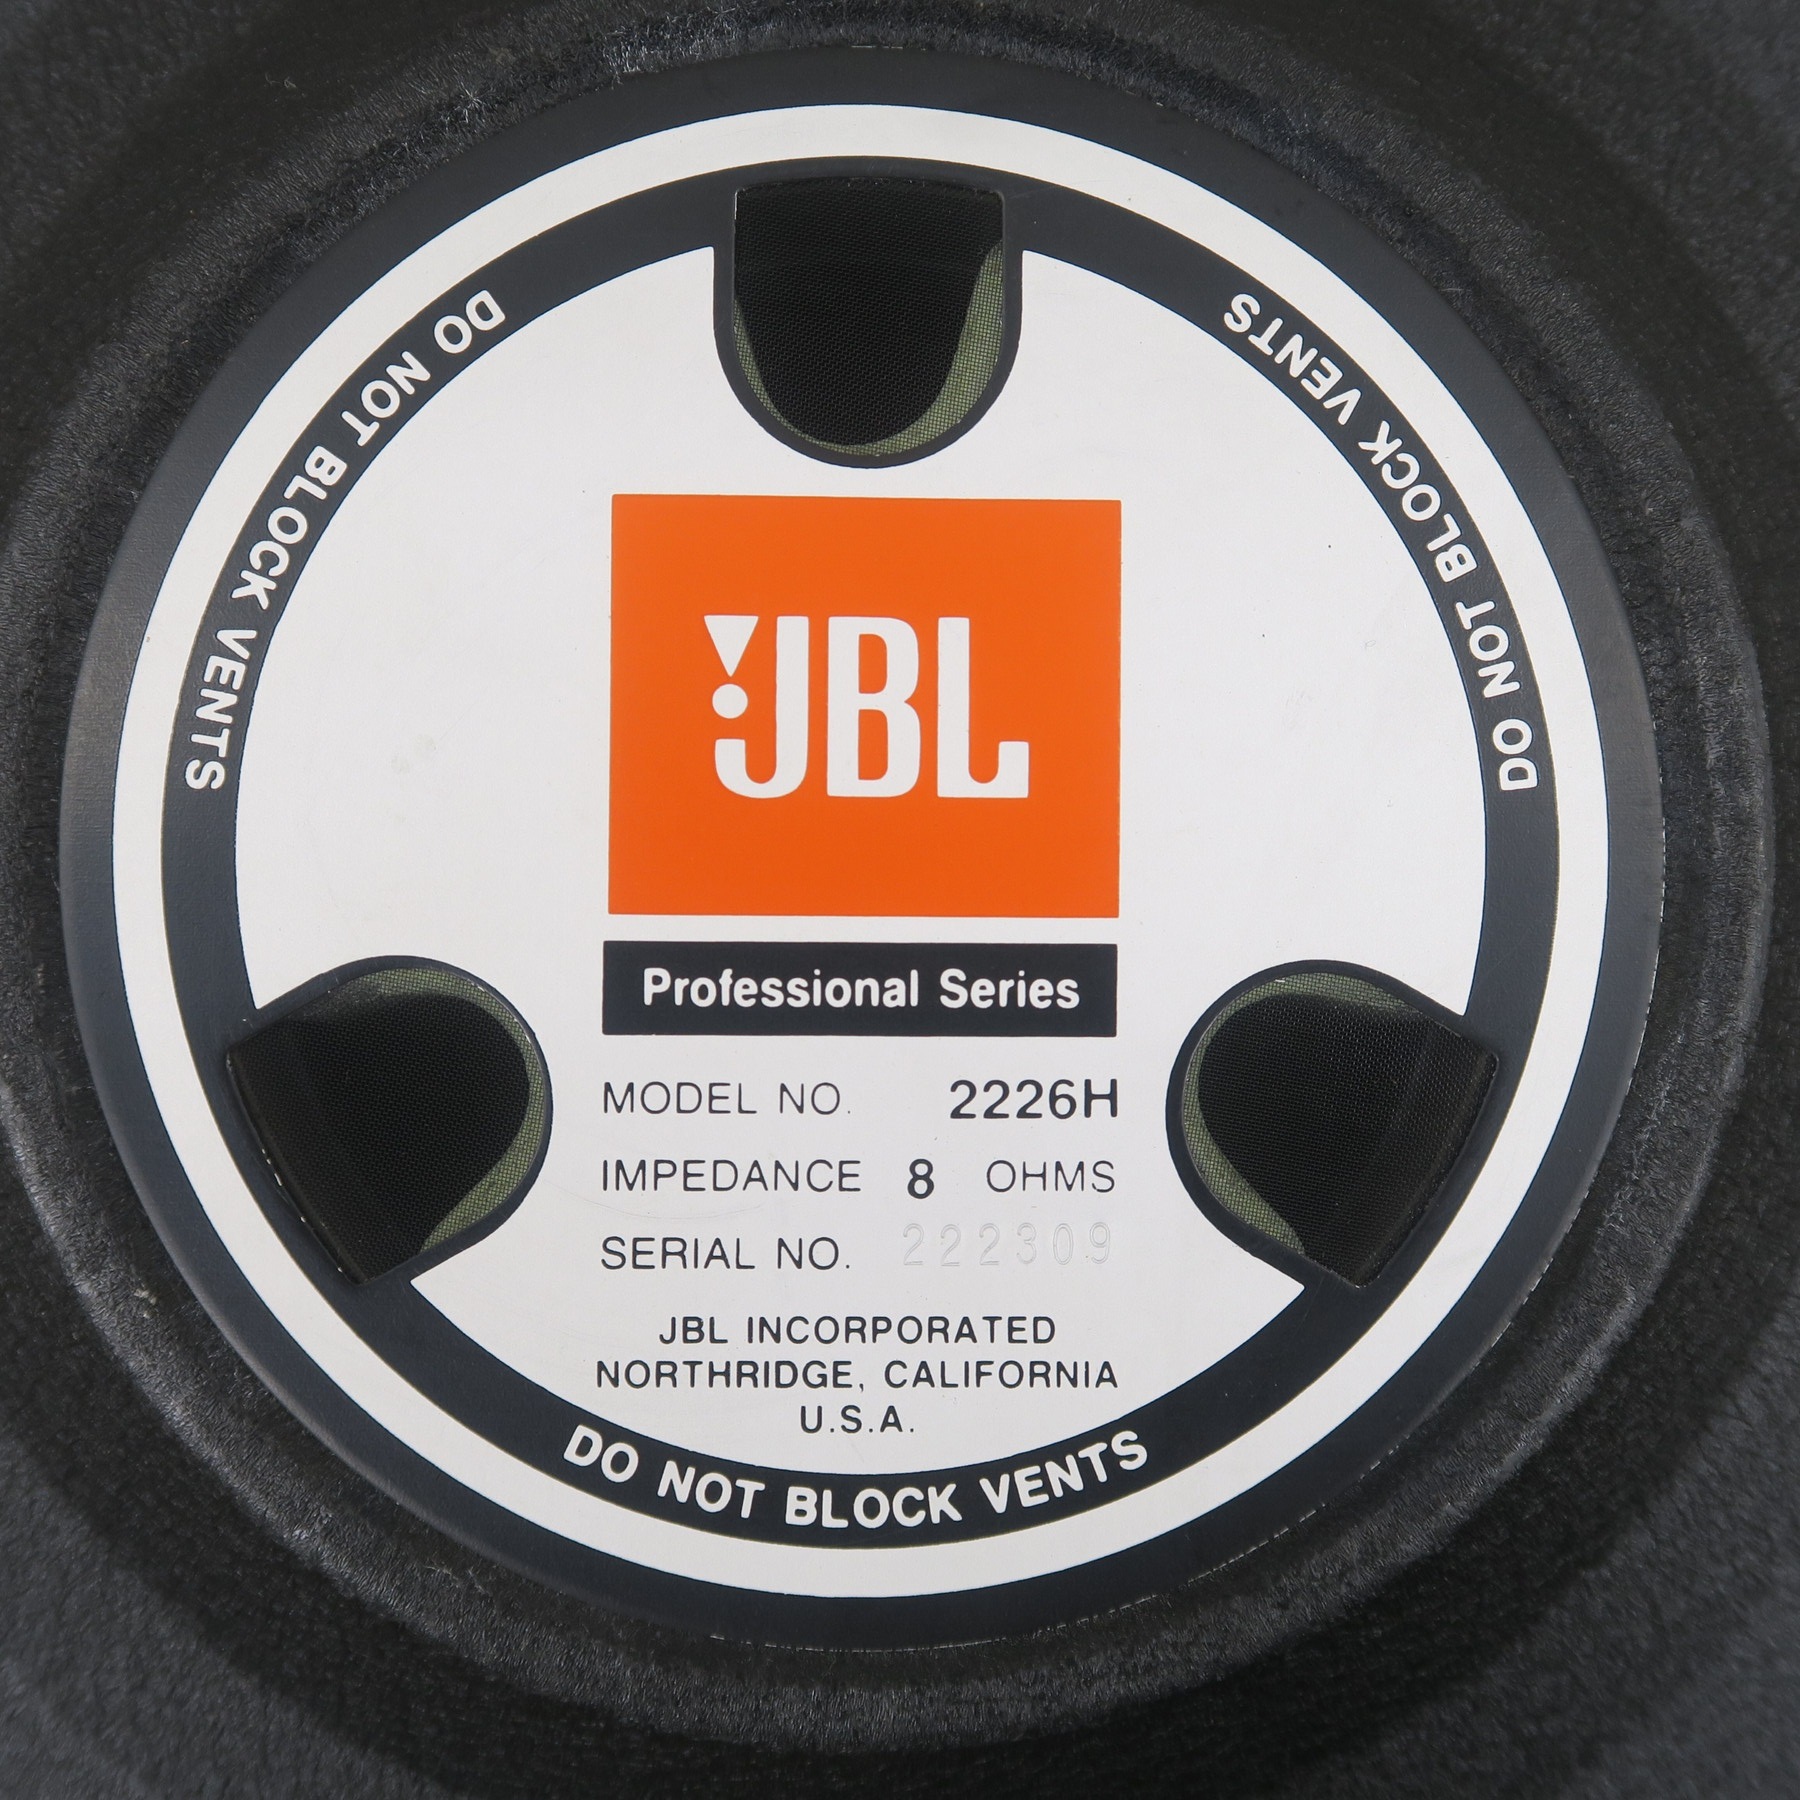 DO NOT BLOCK VENTS
DO NOT BLOCK VENTS
JBL
Professional Series
MODEL NO. 2226H
IMPEDANCE 8 OHMS
SERIAL NO. 222309
JBL INCORPORATED
NORTHRIDGE, CALIFORNIA
U.S.A.
DO NOT BLOCK VENTS